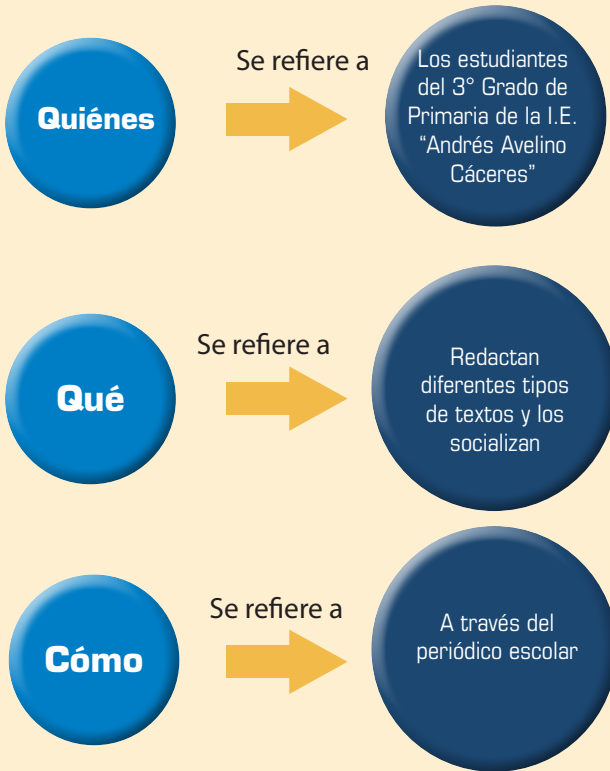 Quiénes
Se refiere a
Los estudiantes
del 3° Grado de
Primaria de la I.E.
“Andrés Avelino
Cáceres”
Qué
Se refiere a
Redactan
diferentes tipos
de textos y los
socializan
Cómo
Se refiere a
A través del
periódico escolar